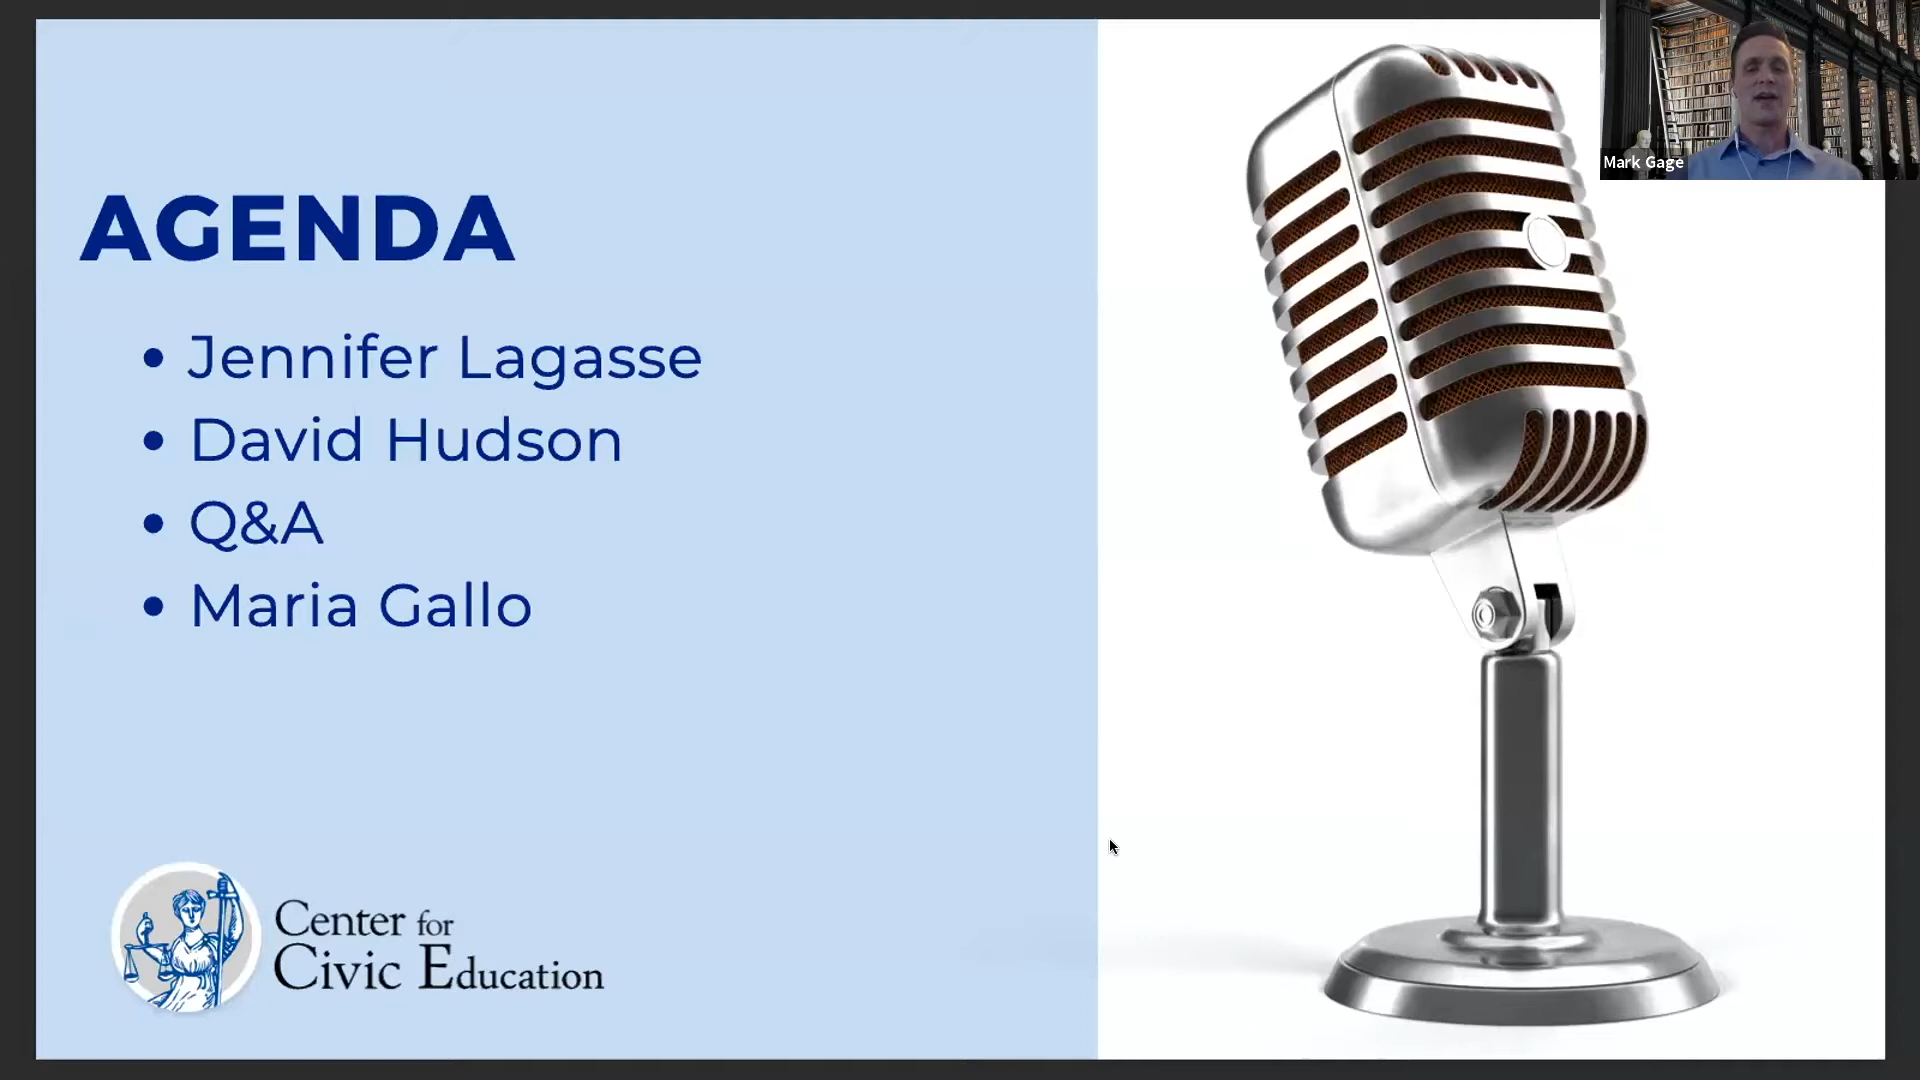 AGENDA
• Jennifer Lagasse
• David Hudson
• Q&A
• Maria Gallo
Center for
Civic Education
Mark Gage